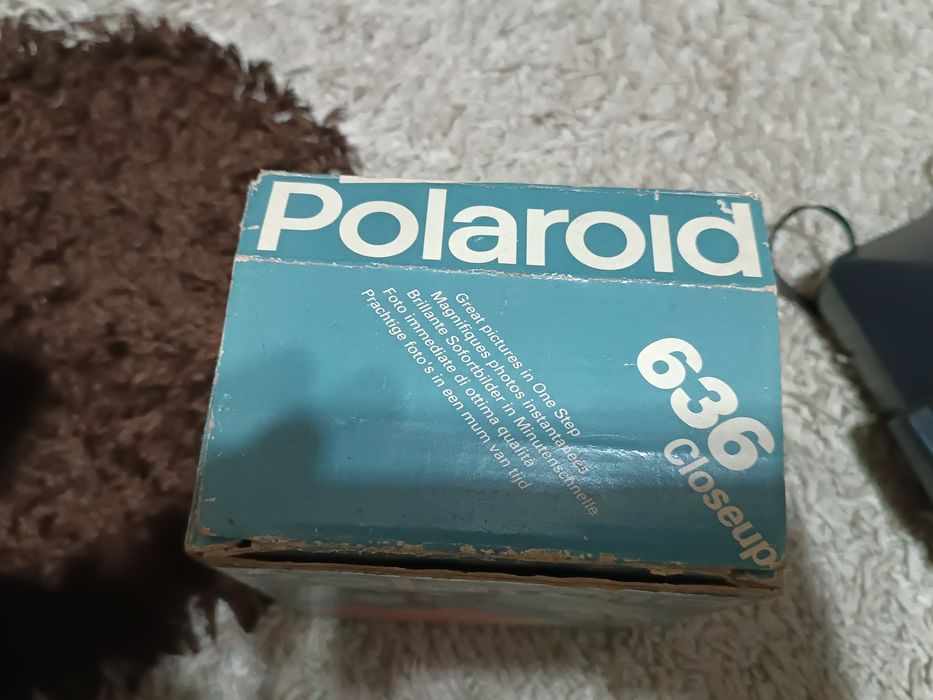 Polaroid
Great pictures in One Step
Magnifiques photos instantanées
Brillante Sofortbilder in Minutenschnelle
Foto immediate di ottima qualità
Prachtige foto's in een mum van tijd
636
Closeup